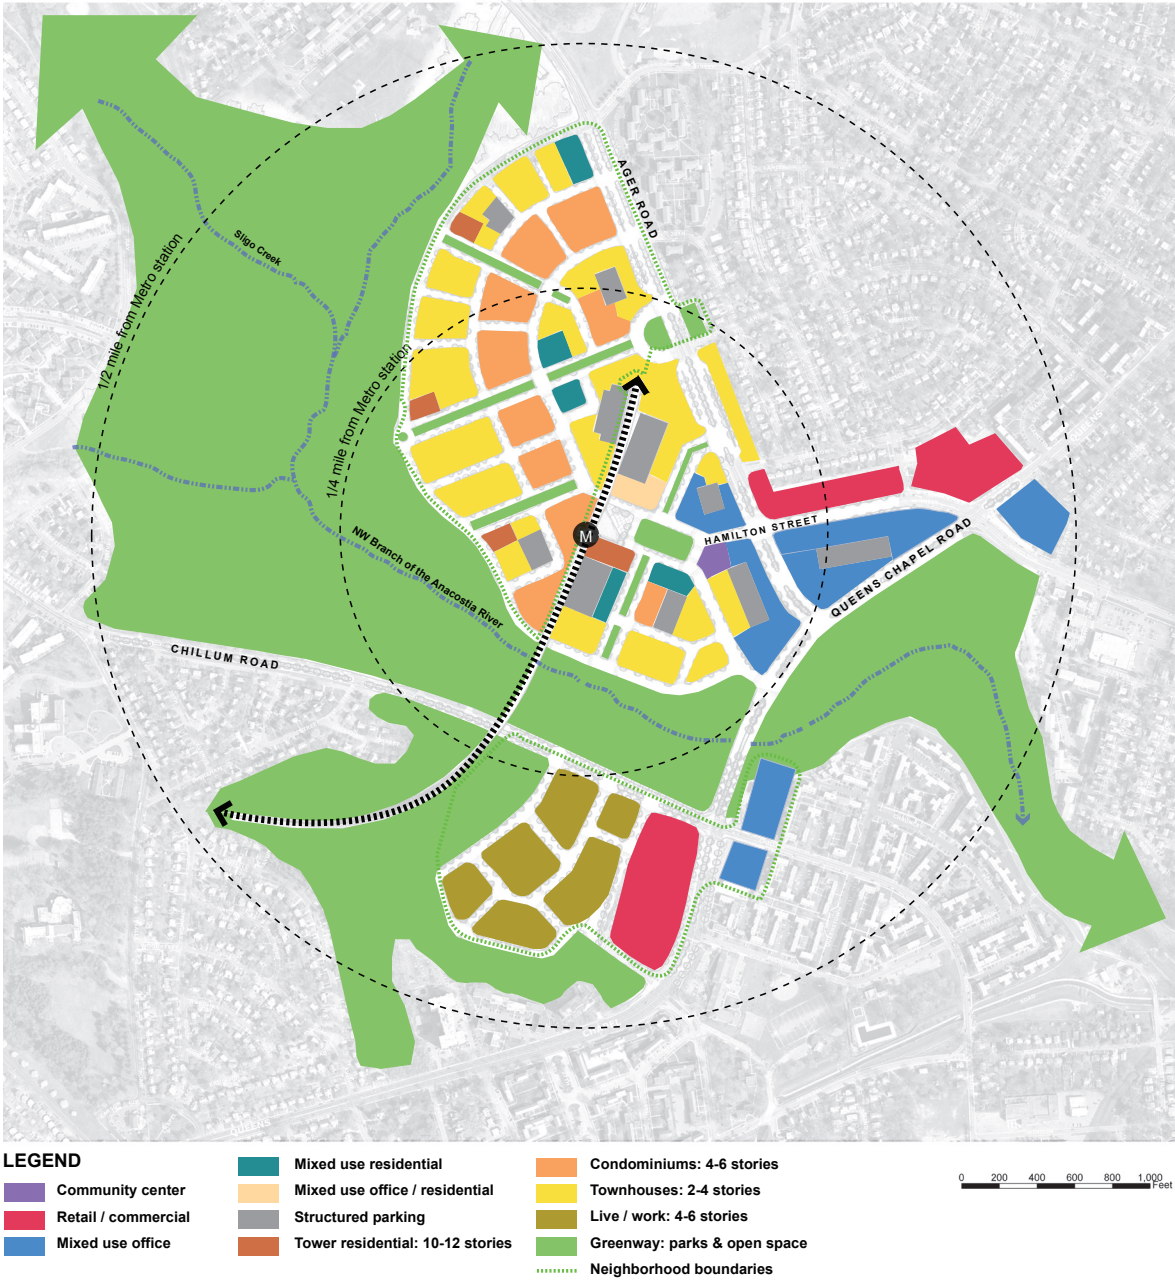 AGER ROAD
Sligo Creek
1/2 mile from Metro station
1/4 mile from Metro station
HAMILTON STREET
M
QUEENS CHAPEL ROAD
NW Branch of the Anacostia River
CHILLUM ROAD
LEGEND
Community center
Retail / commercial
Mixed use office
Mixed use residential
Mixed use office / residential
Structured parking
Tower residential: 10-12 stories
Condominiums: 4-6 stories
Townhouses: 2-4 stories
Live / work: 4-6 stories
Greenway: parks & open space
Neighborhood boundaries
0 200 400 600 800 1,000
Feet